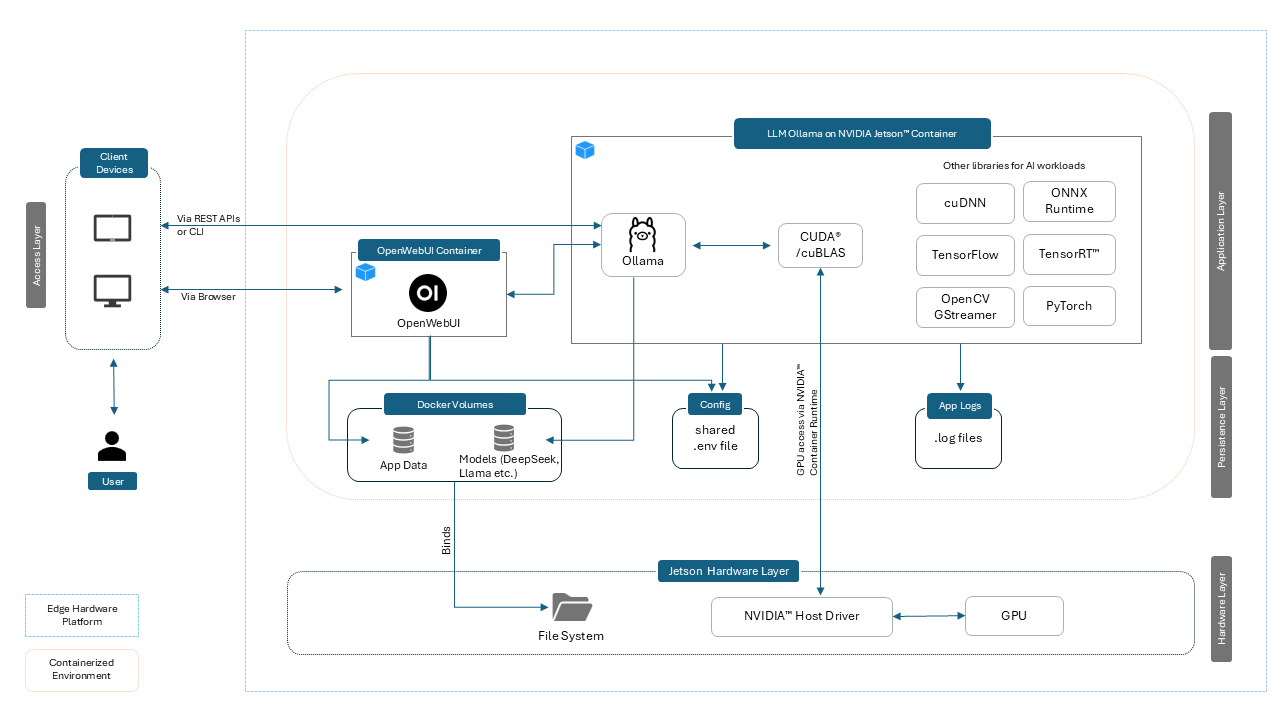 Client
Devices
Access Layer
Via REST APIs
or CLI
Via Browser
User
Edge Hardware
Platform
Containerized
Environment
OpenWebUI Container
OI
OpenWebUI
LLM Ollama on NVIDIA Jetson™ Container
Ollama
CUDA®
/cuBLAS
Other libraries for AI workloads
cuDNN
ONNX
Runtime
TensorFlow
TensorRT™
OpenCV
GStreamer
PyTorch
Application Layer
Docker Volumes
App Data
Models (DeepSeek,
Llama etc.)
Config
shared
.env file
GPU access via NVIDIA™
Container Runtime
App Logs
.log files
Persistence Layer
Binds
Jetson Hardware Layer
File System
NVIDIA™ Host Driver
GPU
Hardware Layer